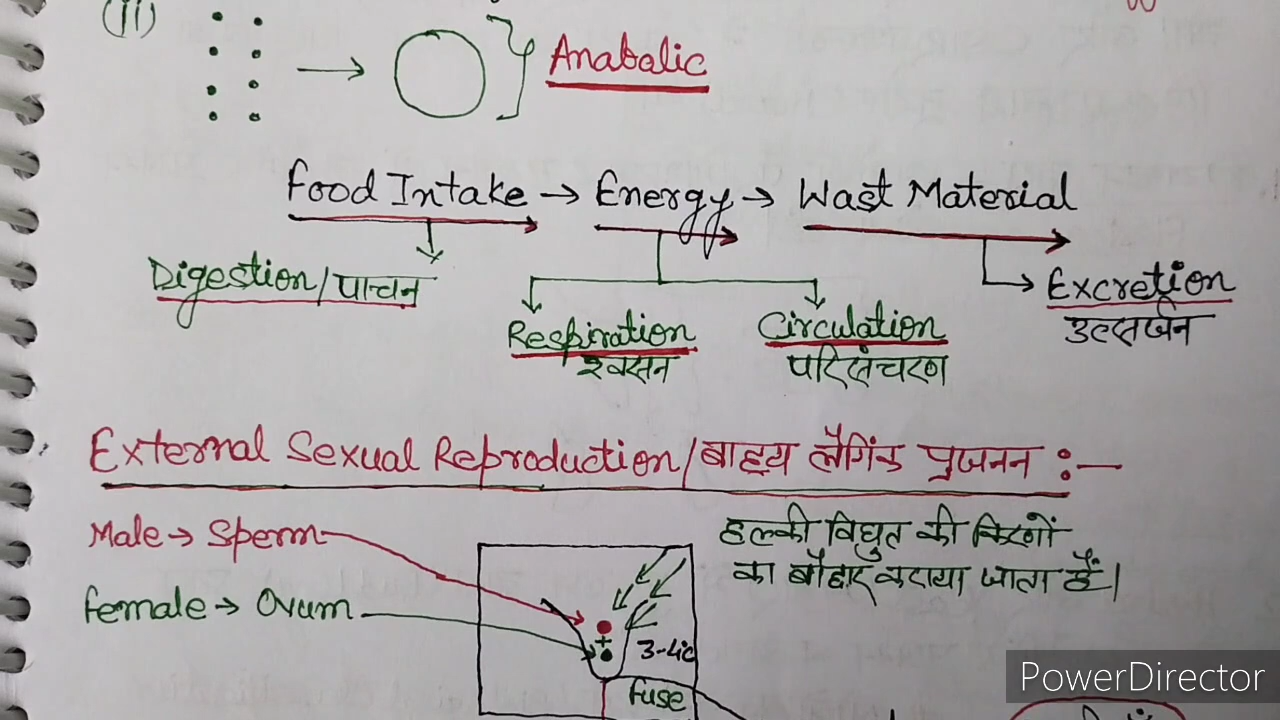 (ii)
Anabalic
Food Intake → Energy → Wast Material
Digestion/पाचन
Excretion
उत्सर्जन
Respiration
श्वसन
Circulation
परिसंचरण
External Sexual Reproduction/बाह्य लैगिंक प्रजनन :—
Male → Sperm
हल्की विधुत की किरणों
का बौहार कराया जाता है।
female → Ovum
+
3-4c
fuse
PowerDirector